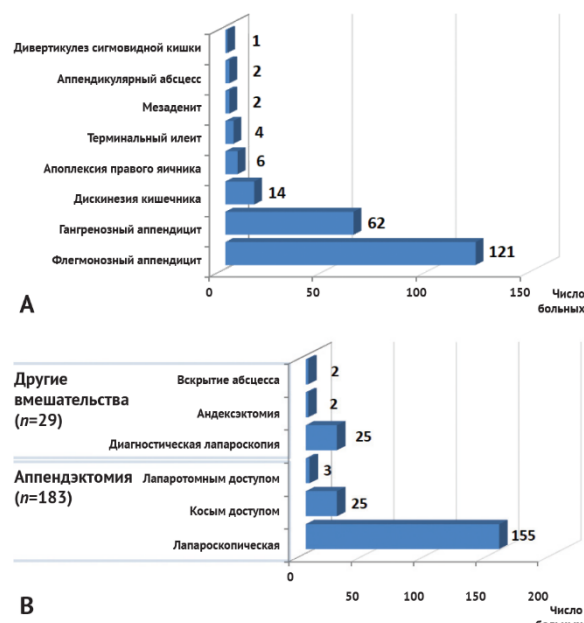 Дивертикулез сигмовидной кишки
1
Аппендикулярный абсцесс
2
Мезаденит
2
Терминальный илеит
4
Апоплексия правого яичника
6
Дискинезия кишечника
14
Гангренозный аппендицит
62
Флегмонозный аппендицит
121
0 50 100 150
Число
больных
А
Другие
вмешательства
(n=29)
Вскрытие абсцесса
2
Андексэктомия
2
Диагностическая лапароскопия
25
Аппендэктомия
(n=183)
Лапаротомным доступом
3
Косым доступом
25
Лапароскопическая
155
0 50 100 150 200
Число
больных
В